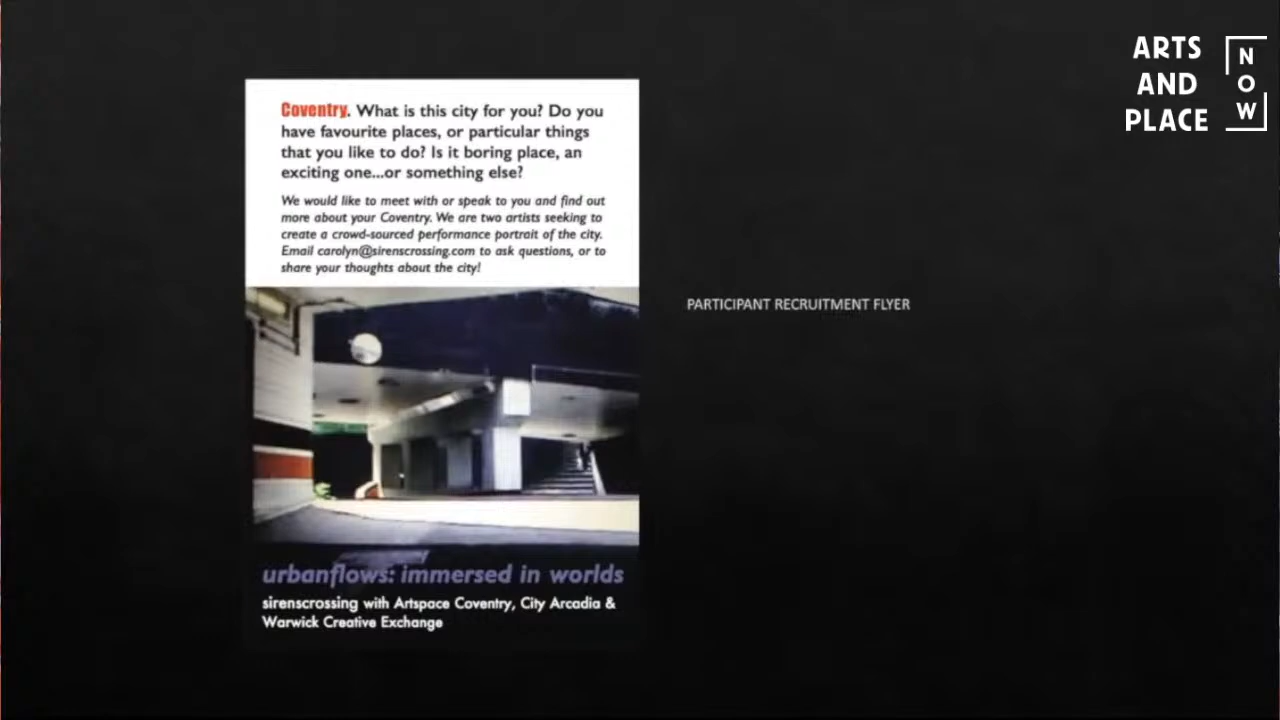 Coventry. What is this city for you? Do you
have favourite places, or particular things
that you like to do? Is it boring place, an
exciting one...or something else?
We would like to meet with or speak to you and find out
more about your Coventry. We are two artists seeking to
create a crowd-sourced performance portrait of the city.
Email carolyn@sirenscrossing.com to ask questions, or to
share your thoughts about the city!
urbanflows: immersed in worlds
sirenscrossing with Artspace Coventry, City Arcadia &
Warwick Creative Exchange
PARTICIPANT RECRUITMENT FLYER
ARTS
AND
PLACE
NOW